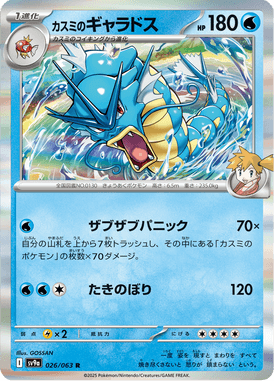 1進化 カスミのギャラドス HP180
カスミのコイキングから進化
全国図鑑NO.0130 きょうあくポケモン 高さ:6.5m 重さ:235.0kg
ザブザブパニック 70×
自分の山札を上から7枚トラッシュし、その中にある「カスミの
ポケモン」の枚数×70ダメージ。
たきのぼり 120
弱点 ×2 抵抗力 にげる
Illus. GOSSAN
sv9a 026/063 R
©2025 Pokémon/Nintendo/Creatures/GAME FREAK.